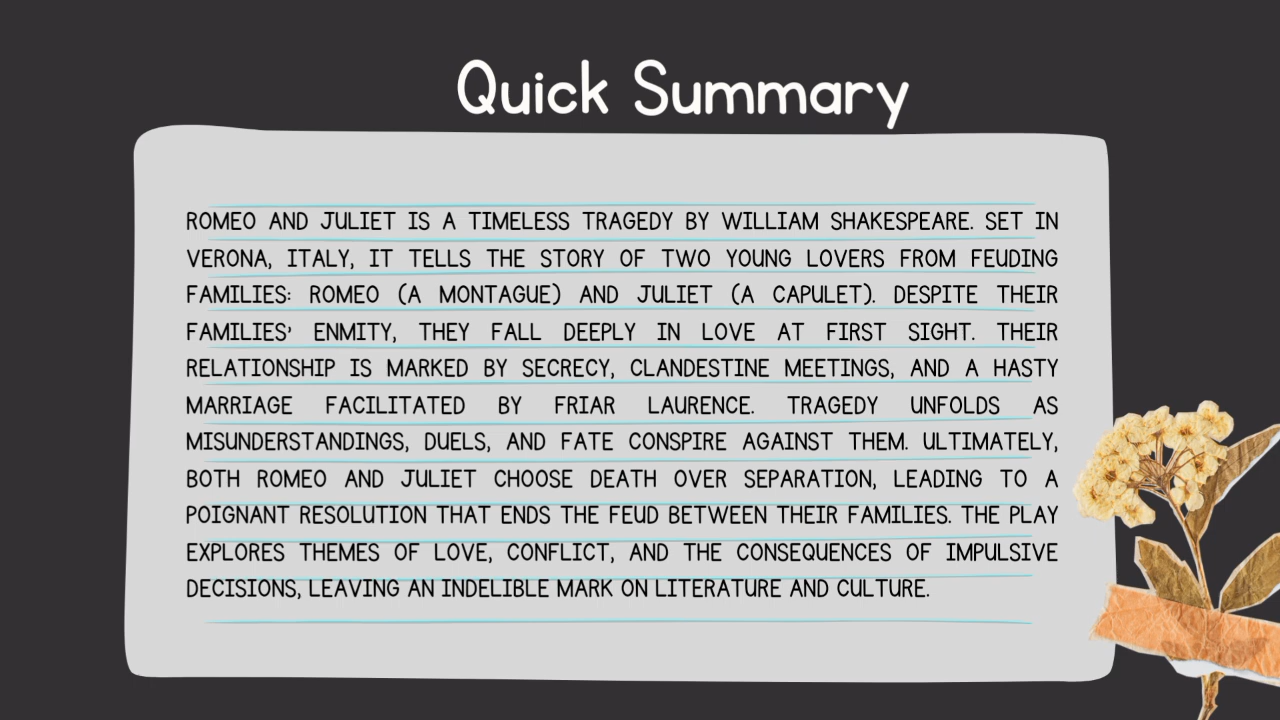 Quick Summary
ROMEO AND JULIET IS A TIMELESS TRAGEDY BY WILLIAM SHAKESPEARE. SET IN
VERONA, ITALY, IT TELLS THE STORY OF TWO YOUNG LOVERS FROM FEUDING
FAMILIES: ROMEO (A MONTAGUE) AND JULIET (A CAPULET). DESPITE THEIR
FAMILIES' ENMITY, THEY FALL DEEPLY IN LOVE AT FIRST SIGHT. THEIR
RELATIONSHIP IS MARKED BY SECRECY, CLANDESTINE MEETINGS, AND A HASTY
MARRIAGE FACILITATED BY FRIAR LAURENCE. TRAGEDY UNFOLDS AS
MISUNDERSTANDINGS, DUELS, AND FATE CONSPIRE AGAINST THEM. ULTIMATELY,
BOTH ROMEO AND JULIET CHOOSE DEATH OVER SEPARATION, LEADING TO A
POIGNANT RESOLUTION THAT ENDS THE FEUD BETWEEN THEIR FAMILIES. THE PLAY
EXPLORES THEMES OF LOVE, CONFLICT, AND THE CONSEQUENCES OF IMPULSIVE
DECISIONS, LEAVING AN INDELIBLE MARK ON LITERATURE AND CULTURE.